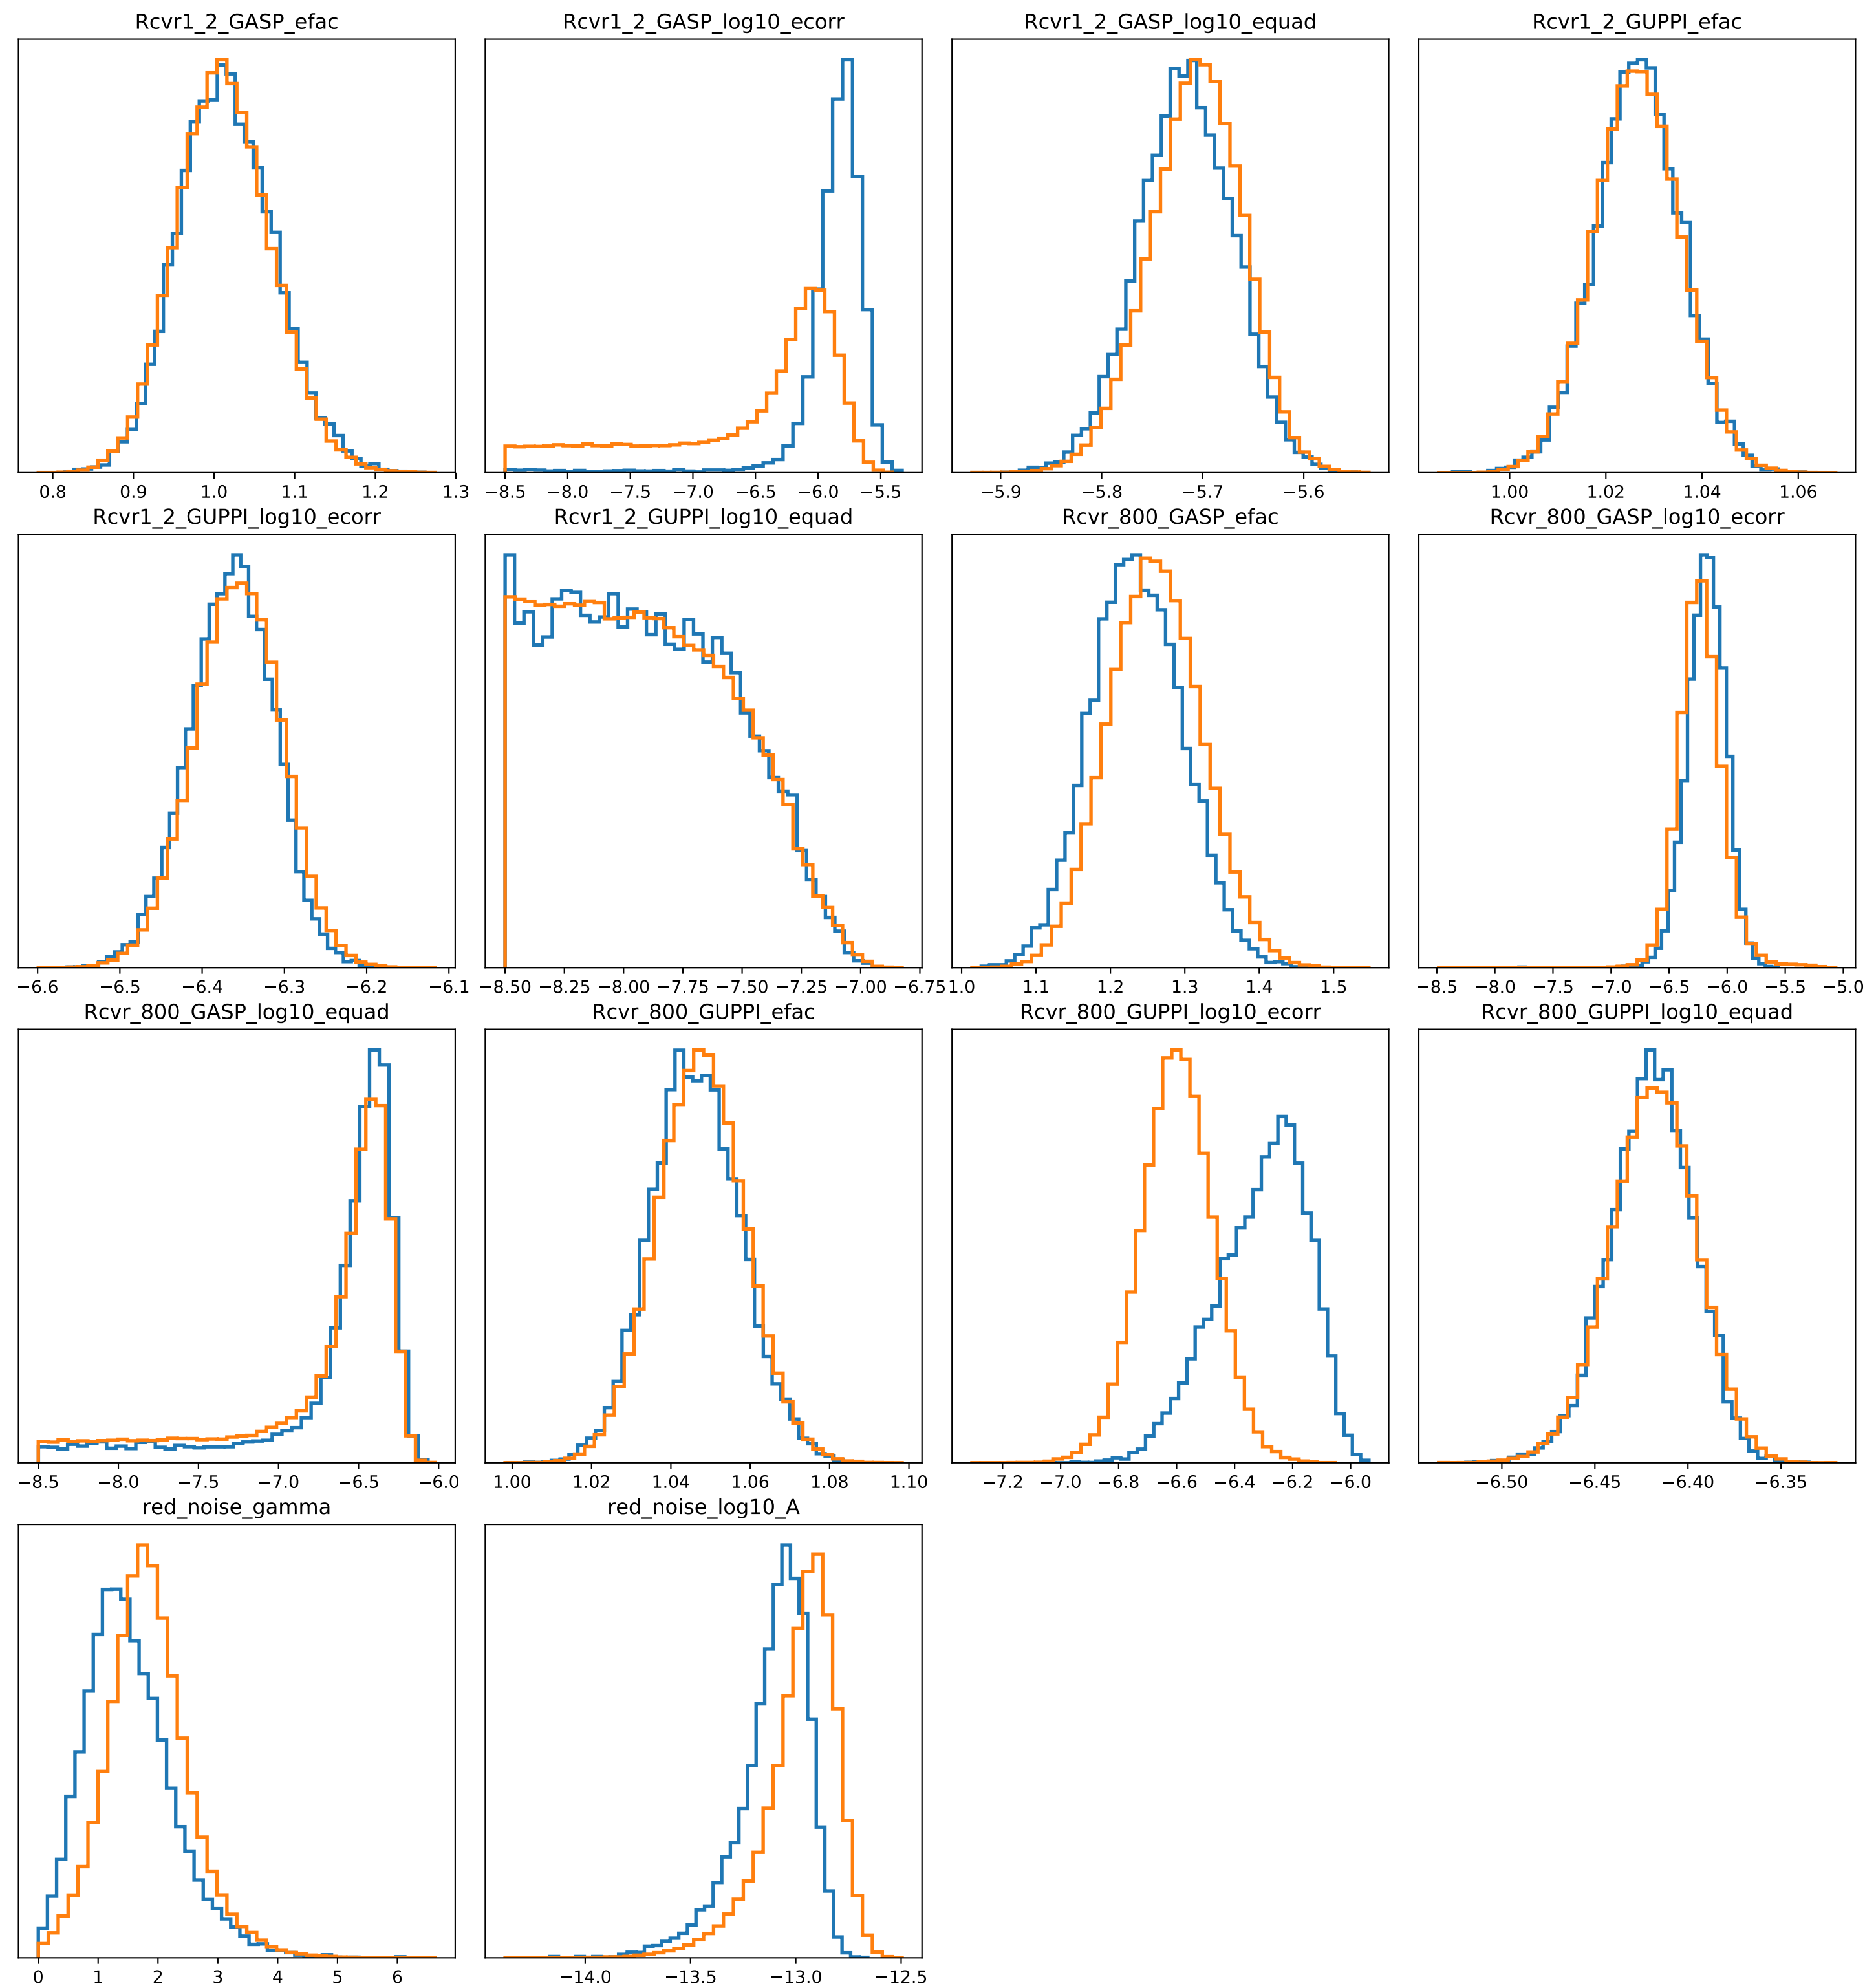 Rcvr1_2_GASP_efac Rcvr1_2_GASP_log10_ecorr Rcvr1_2_GASP_log10_equad Rcvr1_2_GUPPI_efac
0.8 0.9 1.0 1.1 1.2 1.3 −8.5 −8.0 −7.5 −7.0 −6.5 −6.0 −5.5 −5.9 −5.8 −5.7 −5.6 1.00 1.02 1.04 1.06
Rcvr1_2_GUPPI_log10_ecorr Rcvr1_2_GUPPI_log10_equad Rcvr_800_GASP_efac Rcvr_800_GASP_log10_ecorr
−6.6 −6.5 −6.4 −6.3 −6.2 −6.1 −8.50 −8.25 −8.00 −7.75 −7.50 −7.25 −7.00 −6.75 1.0 1.1 1.2 1.3 1.4 1.5 −8.5 −8.0 −7.5 −7.0 −6.5 −6.0 −5.5 −5.0
Rcvr_800_GASP_log10_equad Rcvr_800_GUPPI_efac Rcvr_800_GUPPI_log10_ecorr Rcvr_800_GUPPI_log10_equad
−8.5 −8.0 −7.5 −7.0 −6.5 −6.0 1.00 1.02 1.04 1.06 1.08 1.10 −7.2 −7.0 −6.8 −6.6 −6.4 −6.2 −6.0 −6.50 −6.45 −6.40 −6.35
red_noise_gamma red_noise_log10_A
0 1 2 3 4 5 6 −14.0 −13.5 −13.0 −12.5